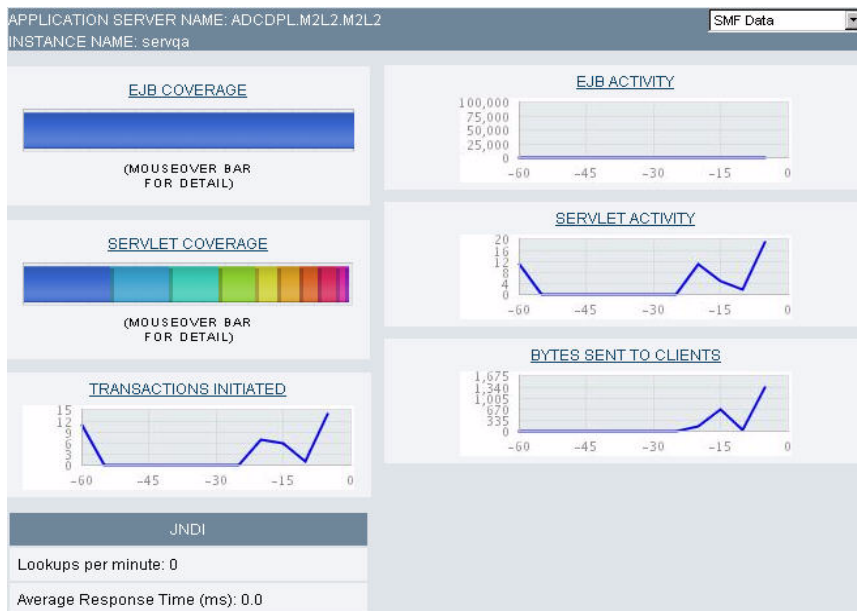 APPLICATION SERVER NAME: ADCDPL.M2L2.M2L2
INSTANCE NAME: servqa
SMF Data
EJB COVERAGE
(MOUSEOVER BAR
FOR DETAIL)
SERVLET COVERAGE
(MOUSEOVER BAR
FOR DETAIL)
TRANSACTIONS INITIATED
15
12
9
6
3
0
-60 -45 -30 -15 0
JNDI
Lookups per minute: 0
Average Response Time (ms): 0.0
EJB ACTIVITY
100,000
75,000
50,000
25,000
0
-60 -45 -30 -15 0
SERVLET ACTIVITY
20
16
12
8
4
0
-60 -45 -30 -15 0
BYTES SENT TO CLIENTS
1,675
1,340
1,005
670
335
0
-60 -45 -30 -15 0